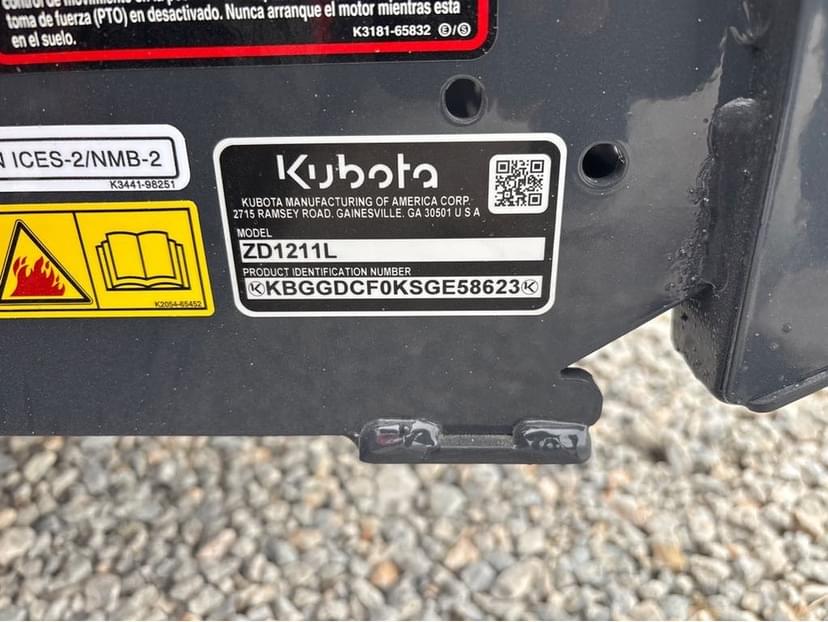 toma de fuerza (PTO) en desactivado. Nunca arranque el motor mientras esta
en el suelo.
K3181-65832 Ⓔ/Ⓢ
ICES-2/NMB-2
K3441-98251
Kubota
KUBOTA MANUFACTURING OF AMERICA CORP.
2715 RAMSEY ROAD. GAINESVILLE. GA 30501 U S A
MODEL
ZD1211L
PRODUCT IDENTIFICATION NUMBER
KBGGDCF0KSGE58623
K2054-65452